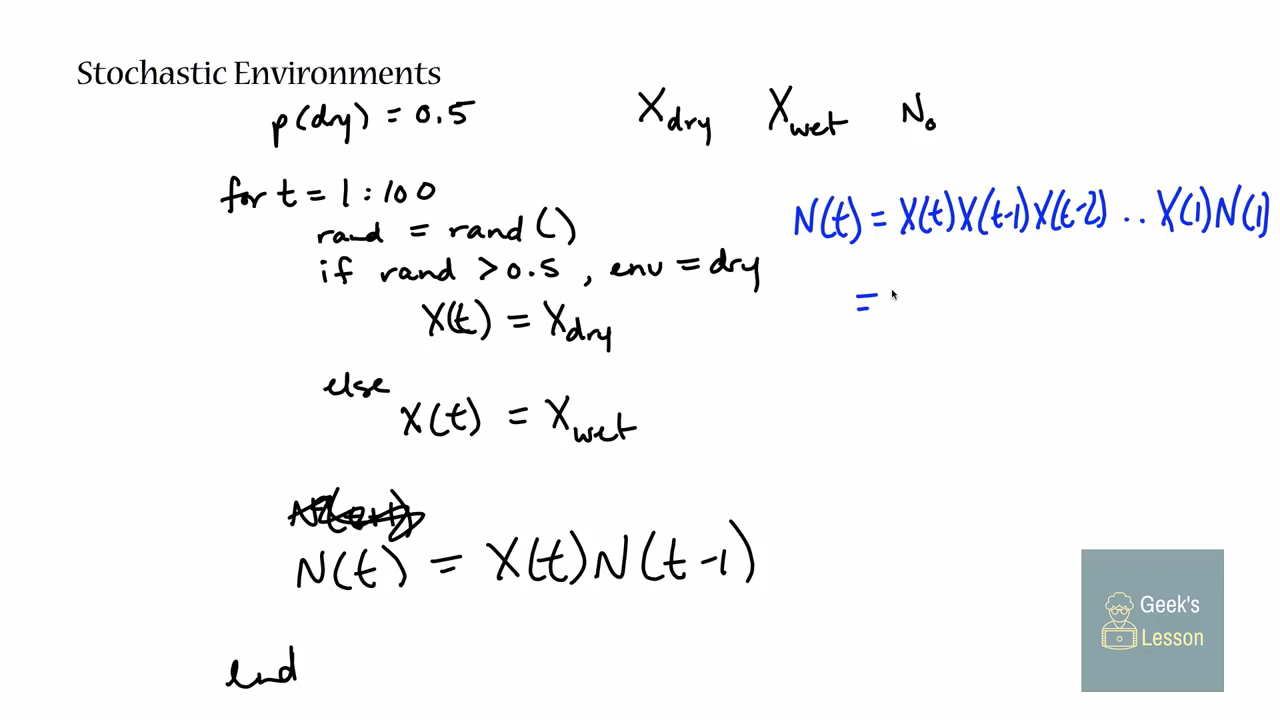 Stochastic Environments
p(dry) = 0.5
X_dry X_wet N_0
for t = 1 : 100
rand = rand ()
if rand > 0.5 , env = dry
X(t) = X_dry
else
X(t) = X_wet
N(t) = X(t)N(t-1)
end
N(t) = X(t)X(t-1)X(t-2) .. X(1)N(1)
=
Geek's
Lesson